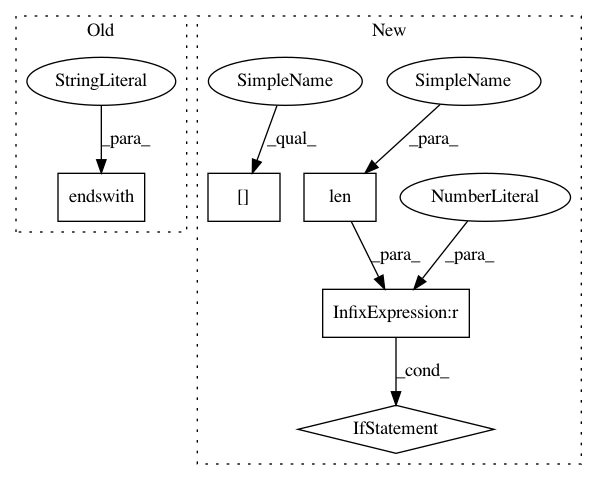 Old
New
StringLiteral
SimpleName
SimpleName
_para_
_qual_
_para_
endswith
[]
len
NumberLiteral
_para_
_para_
InfixExpression:r
_cond_
IfStatement